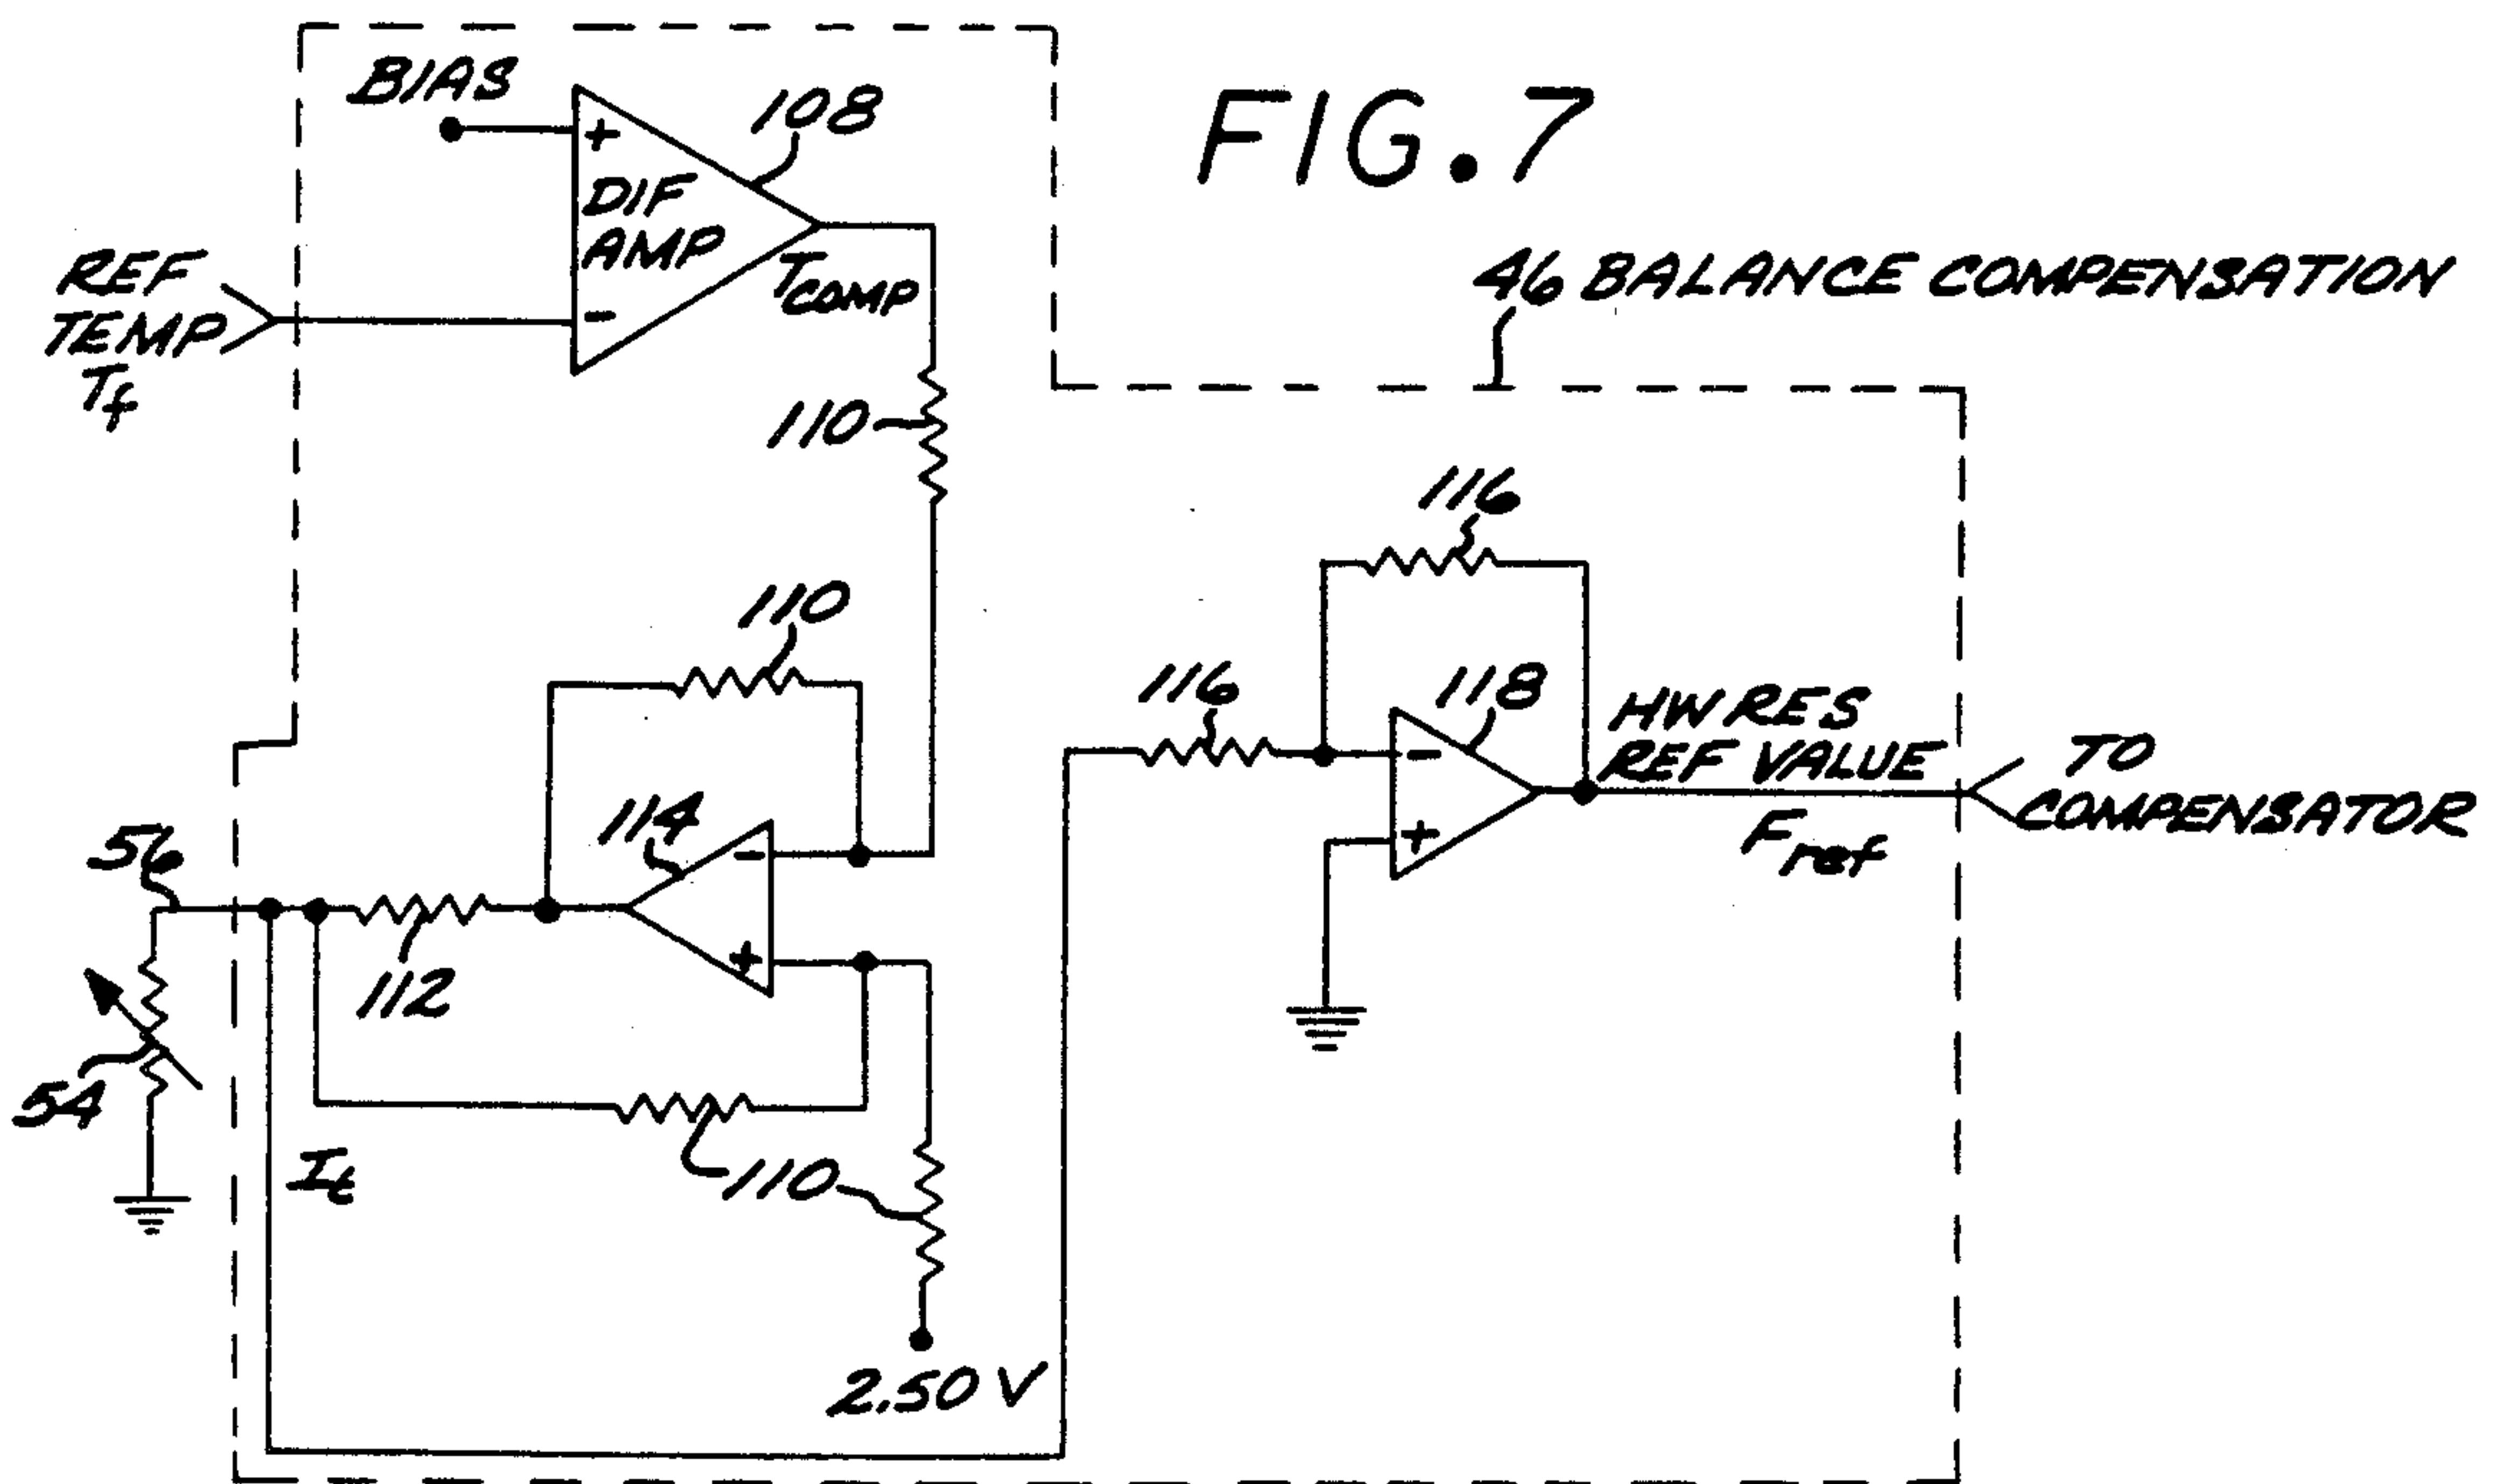 FIG. 7
BIAS
108
+
DIF
AMP
-
TCOMP
REF
TEMP
Tf
46 BALANCE COMPENSATION
110
116
110
116
118
-
+
HW RES
REF VALUE
Fref
TO
COMPENSATOR
114
-
+
56
112
54
It
110
2.50 V